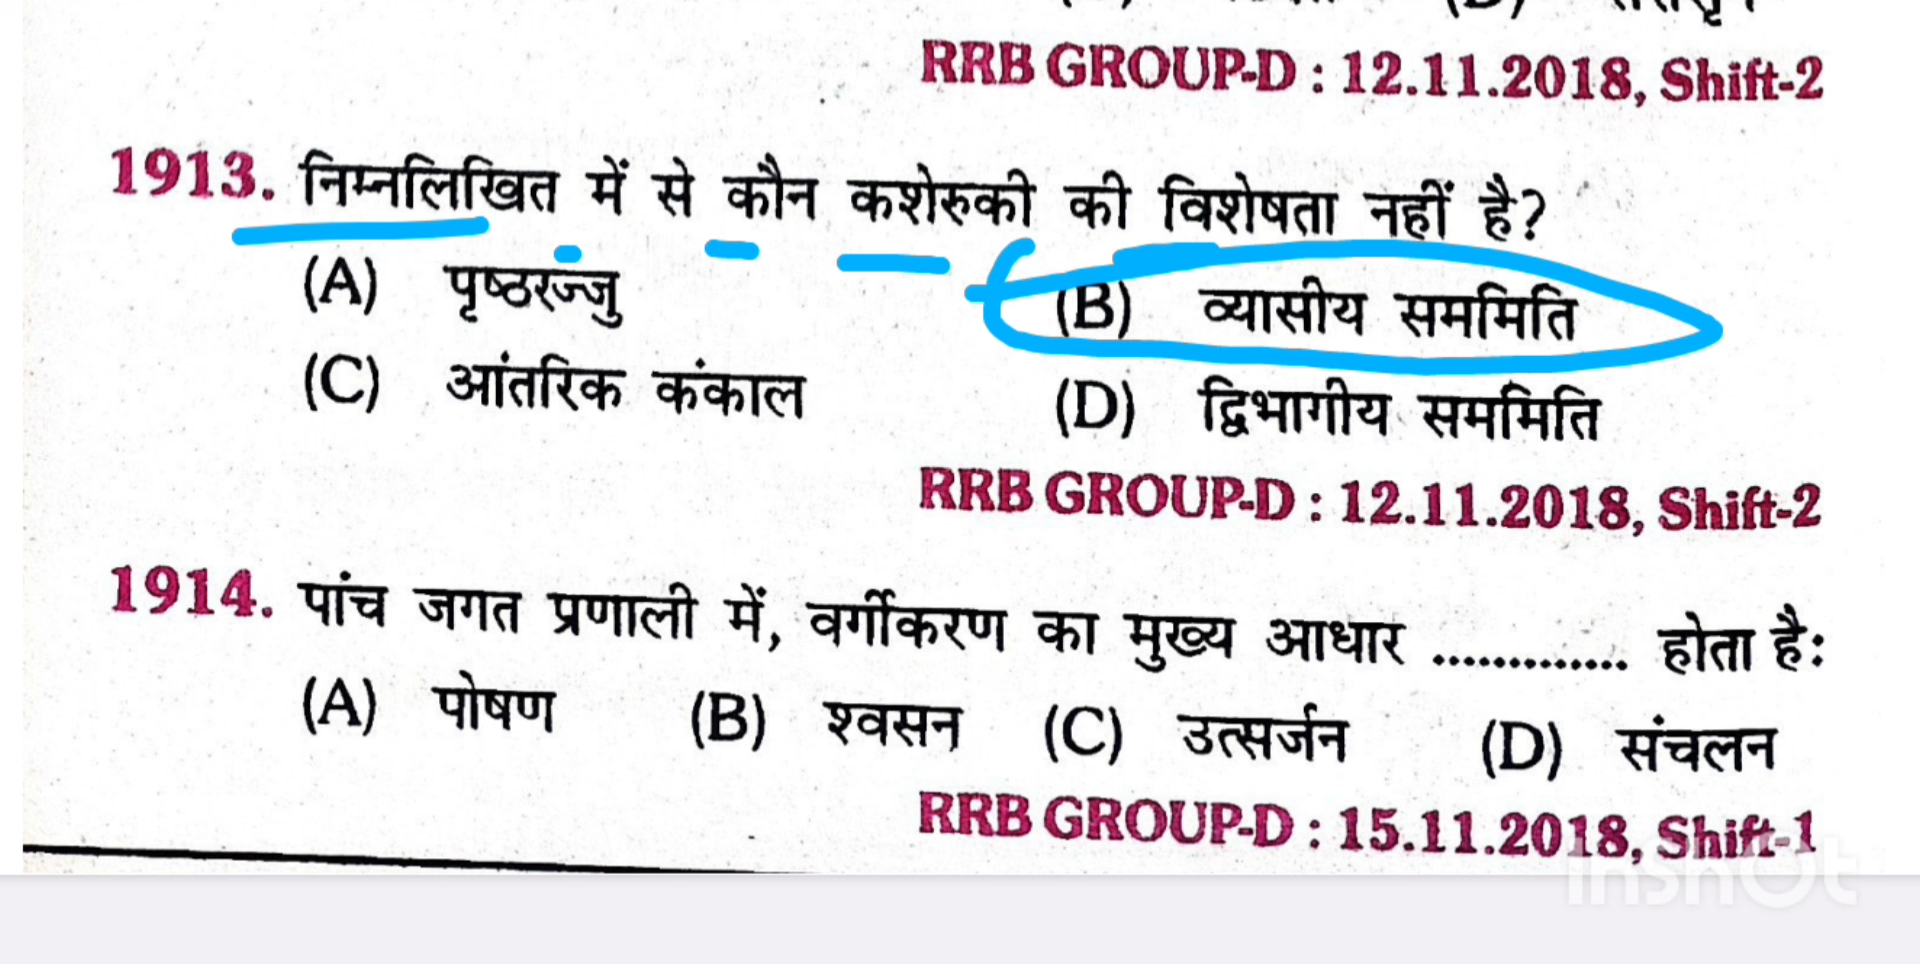 RRB GROUP-D : 12.11.2018, Shift-2
1913. निम्नलिखित में से कौन कशेरुकी की विशेषता नहीं है?
(A) पृष्ठरज्जु (B) व्यासीय सममिति
(C) आंतरिक कंकाल (D) द्विभागीय सममिति
RRB GROUP-D : 12.11.2018, Shift-2
1914. पांच जगत प्रणाली में, वर्गीकरण का मुख्य आधार ............. होता है:
(A) पोषण (B) श्वसन (C) उत्सर्जन (D) संचलन
RRB GROUP-D : 15.11.2018, Shift-1
InShOt